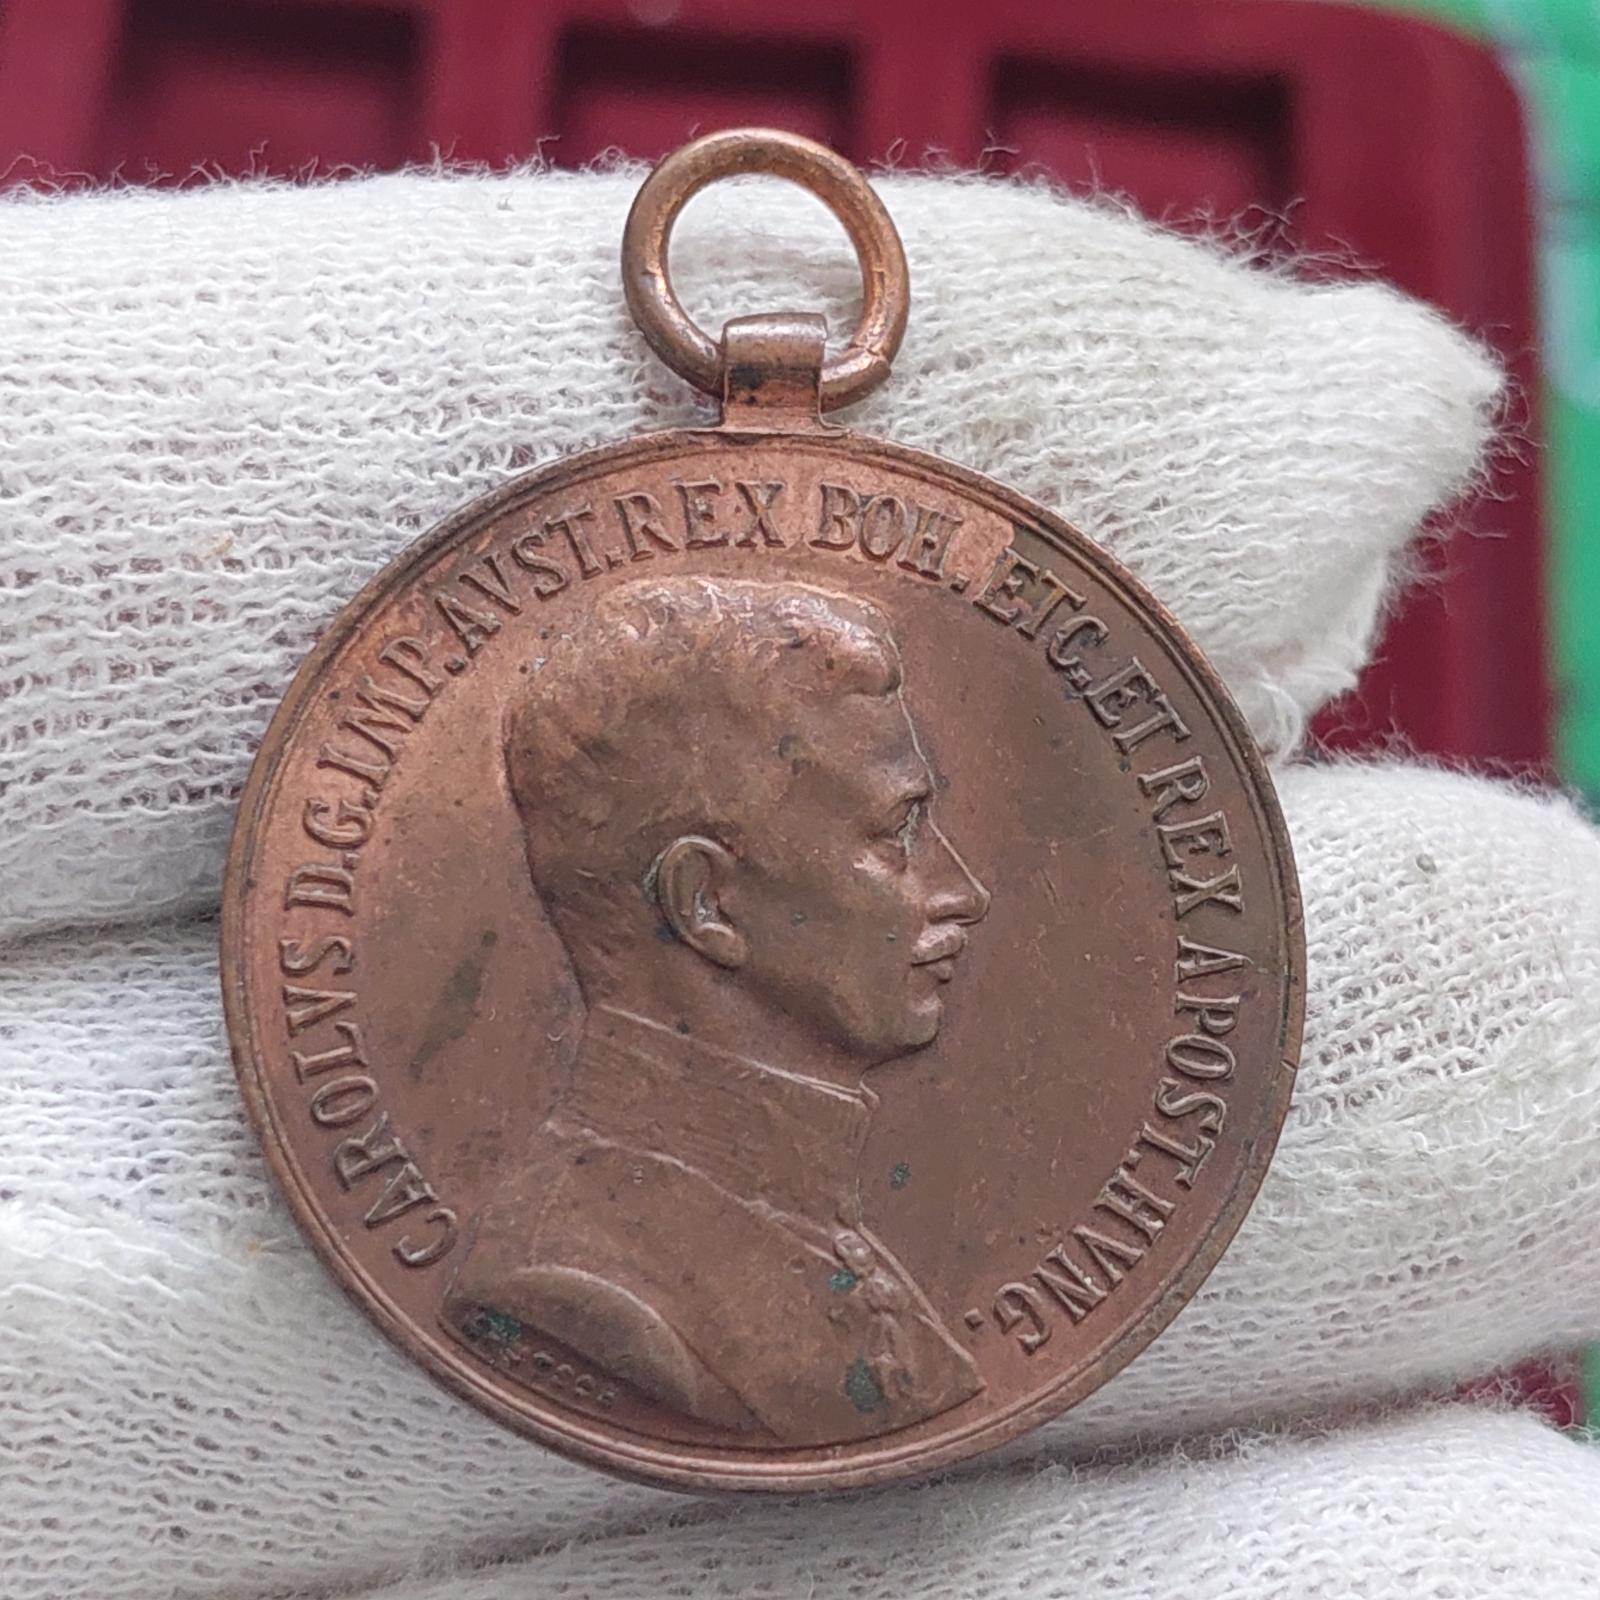 CAROLVS D.G.IMP.AVST.REX BOH.ETC.ET REX APOST.HVNG.